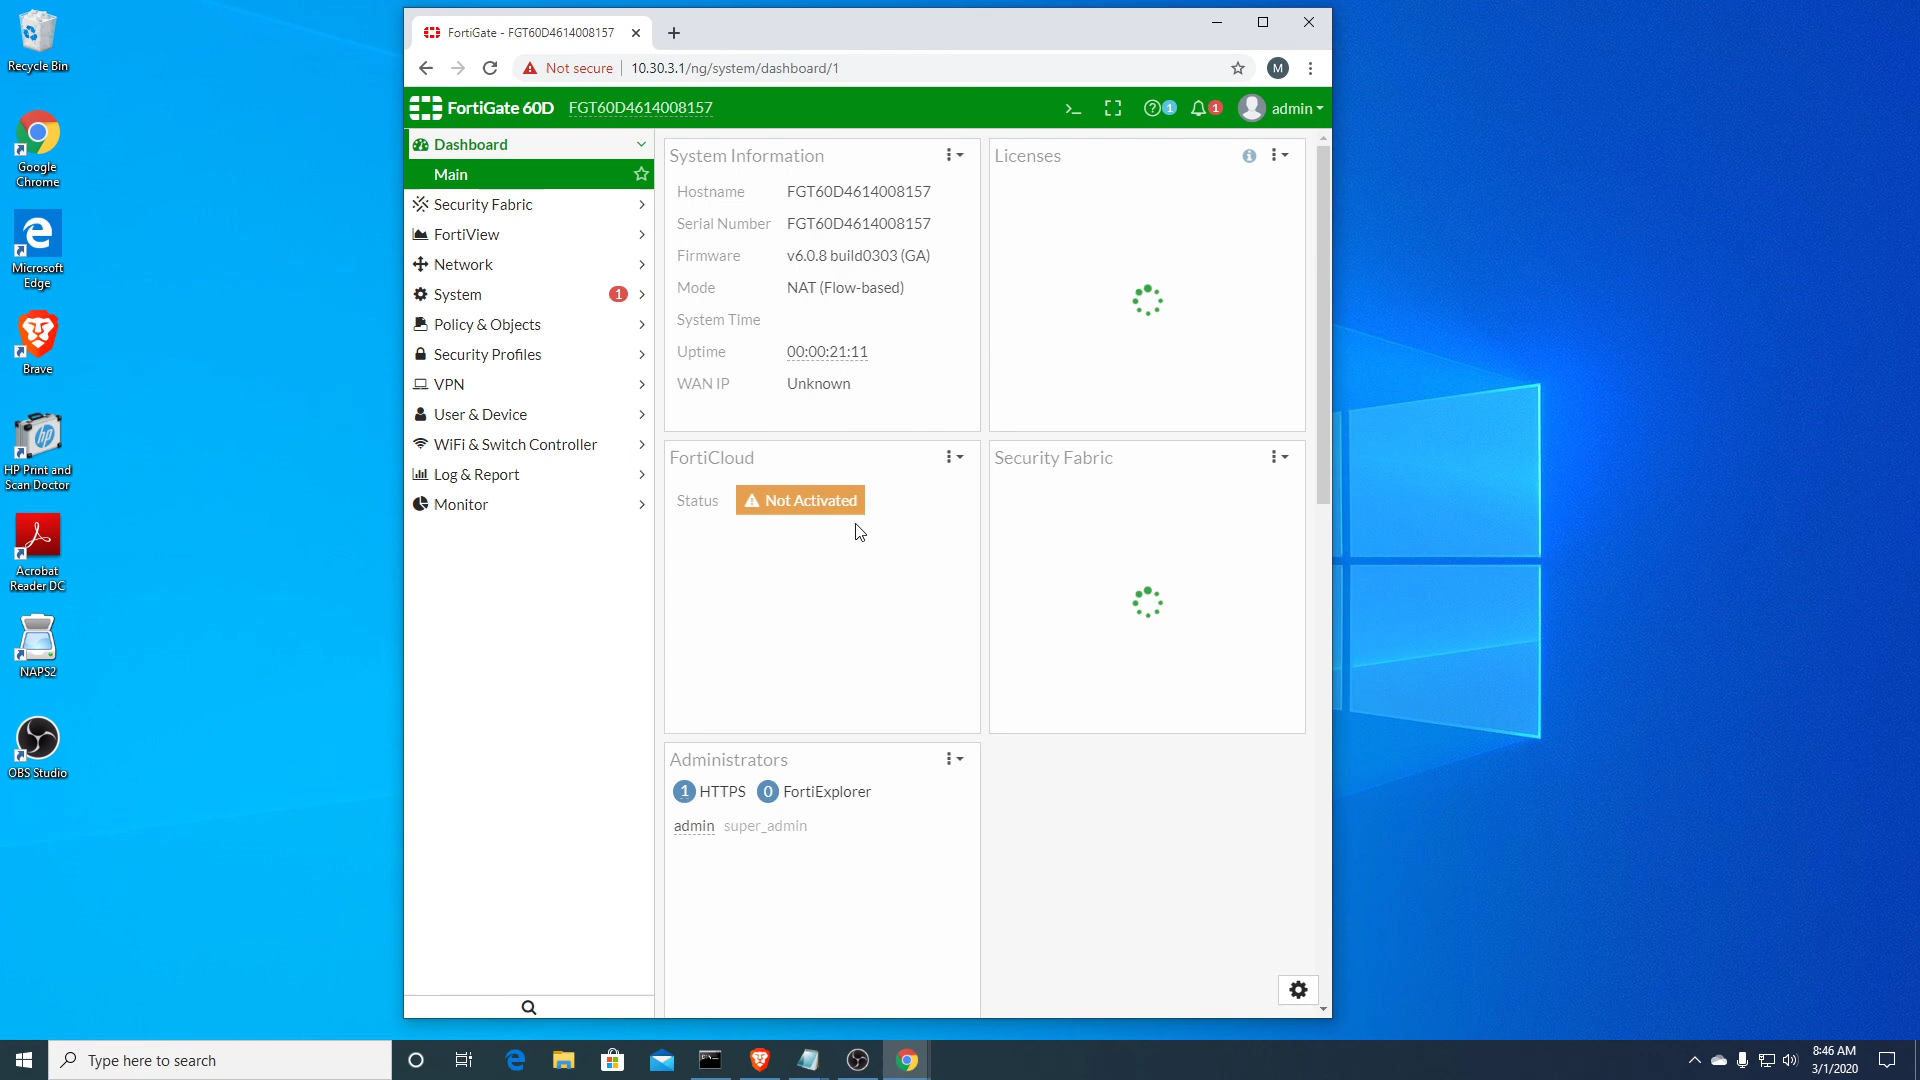 Recycle Bin
Google
Chrome
Microsoft
Edge
Brave
HP Print and
Scan Doctor
Acrobat
Reader DC
NAPS2
OBS Studio
FortiGate - FGT60D4614008157
Not secure
10.30.3.1/ng/system/dashboard/1
M
FortiGate 60D
FGT60D4614008157
1
1
admin
Dashboard
Main
Security Fabric
FortiView
Network
System
1
Policy & Objects
Security Profiles
VPN
User & Device
WiFi & Switch Controller
Log & Report
Monitor
System Information
Hostname FGT60D4614008157
Serial Number FGT60D4614008157
Firmware v6.0.8 build0303 (GA)
Mode NAT (Flow-based)
System Time
Uptime 00:00:21:11
WAN IP Unknown
Licenses
FortiCloud
Status Not Activated
Security Fabric
Administrators
1 HTTPS 0 FortiExplorer
admin super_admin
Type here to search
8:46 AM
3/1/2020